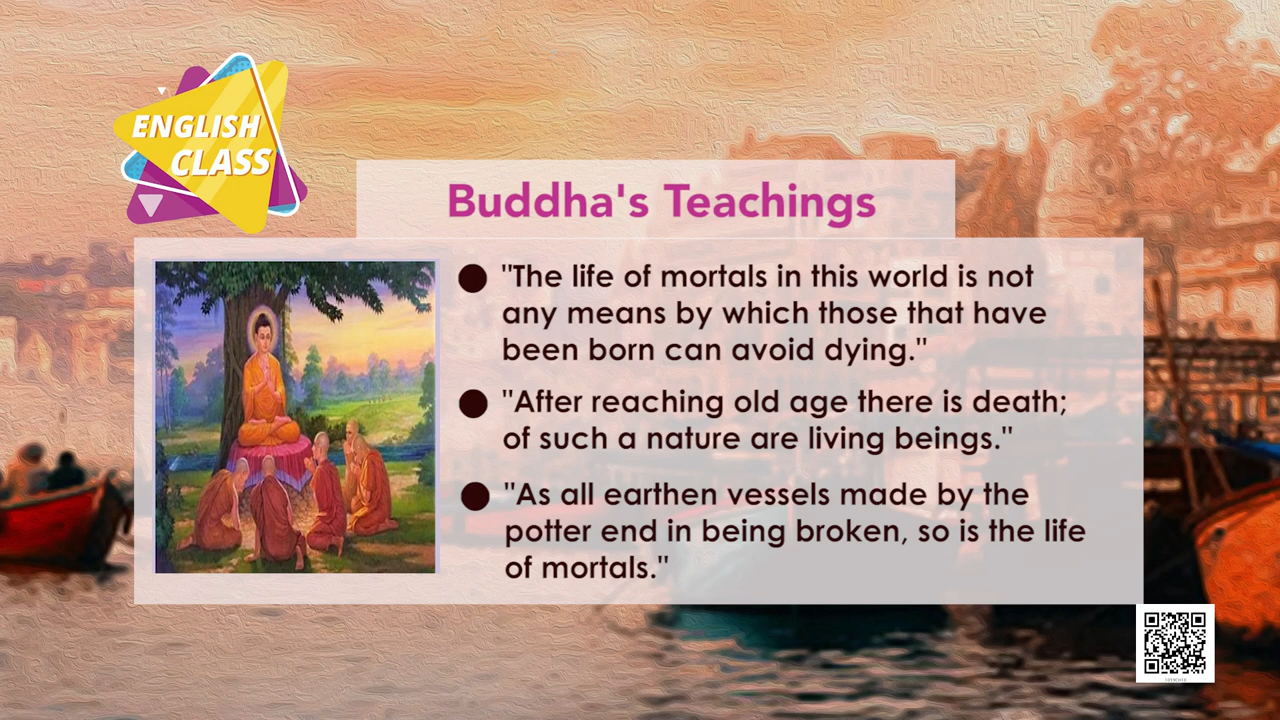 ENGLISH
CLASS
Buddha's Teachings
● "The life of mortals in this world is not
any means by which those that have
been born can avoid dying."
● "After reaching old age there is death;
of such a nature are living beings."
● "As all earthen vessels made by the
potter end in being broken, so is the life
of mortals."